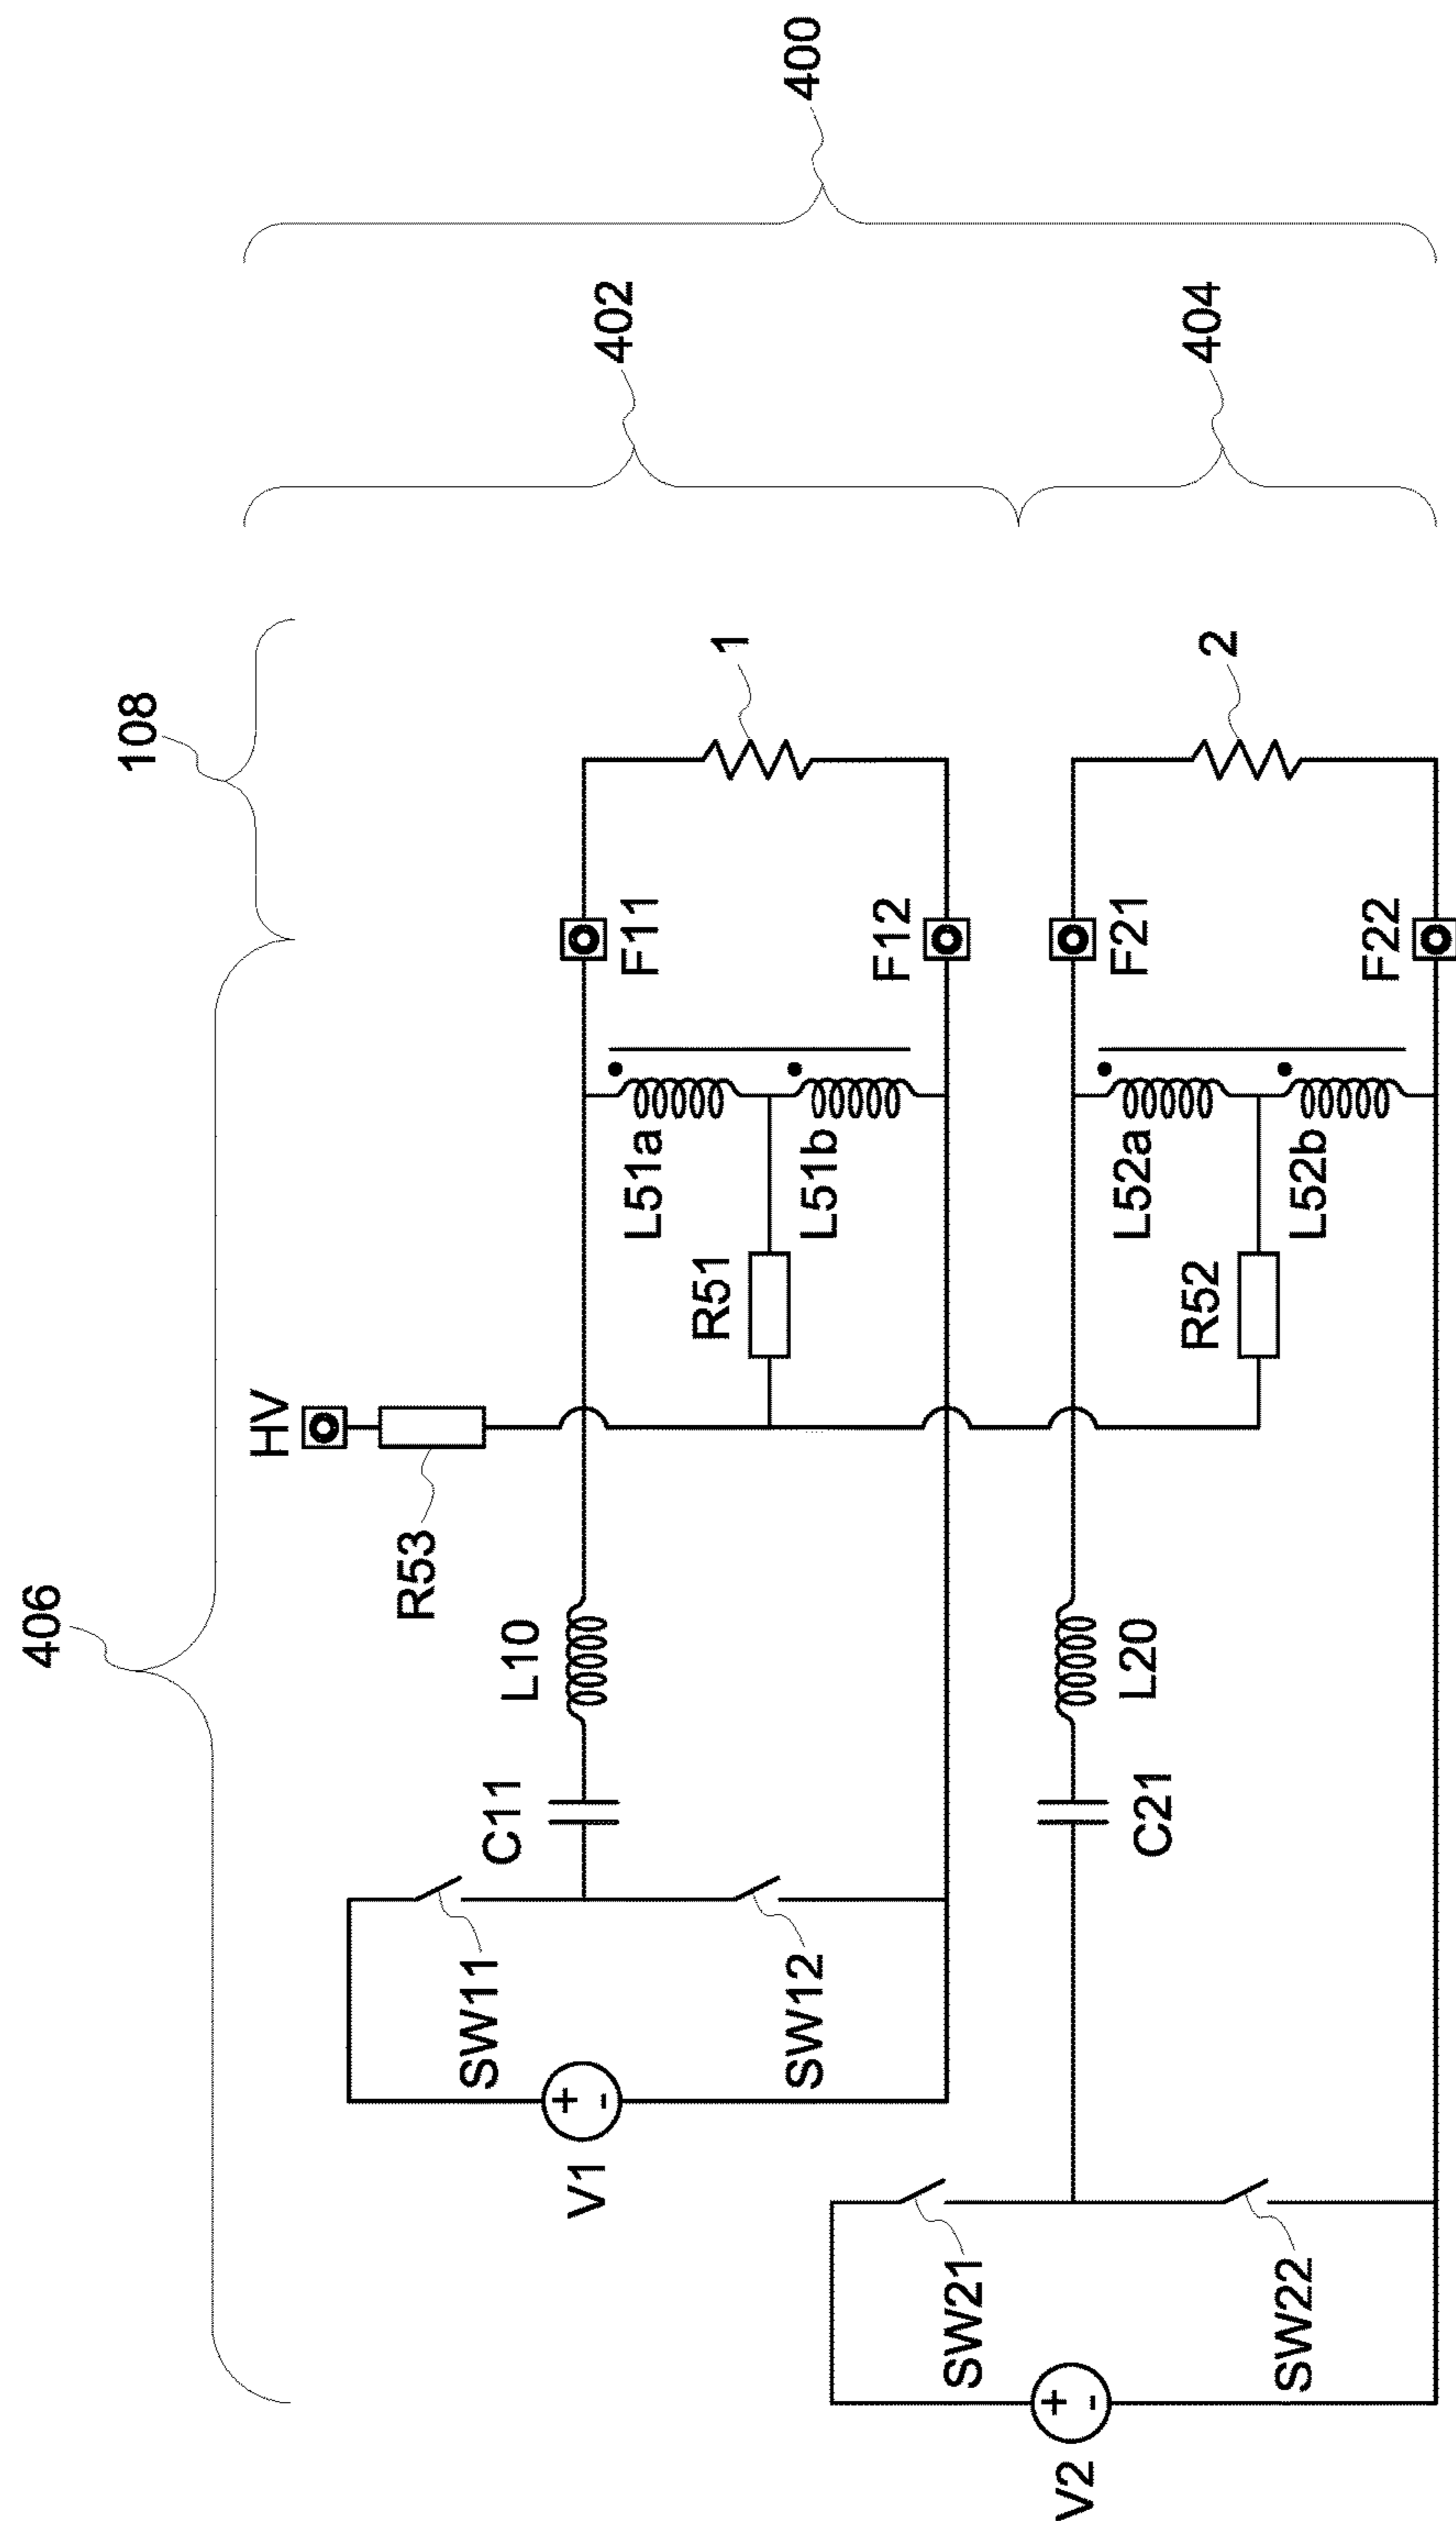 400
402
404
108
406
1
2
F11
F12
F21
F22
L51a
L51b
L52a
L52b
R51
R52
HV
R53
L10
L20
C11
C21
SW11
SW12
SW21
SW22
+
-
V1
+
-
V2